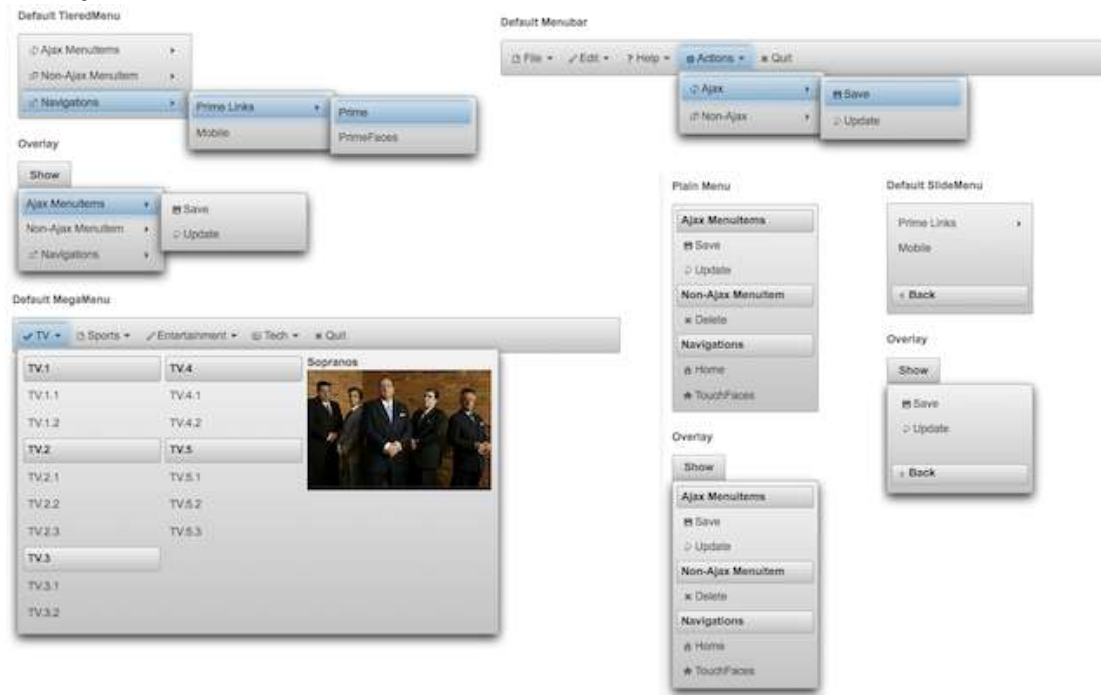 Default TieredMenu
Ajax Menuitems
Non-Ajax Menuitem
Navigations
Prime Links
Mobile
Prime
PrimeFaces
Overlay
Show
Ajax Menuitems
Non-Ajax Menuitem
Navigations
Save
Update
Default Menubar
File Edit ? Help Actions Quit
Ajax
Non-Ajax
Save
Update
Default MegaMenu
TV Sports Entertainment Tech Quit
TV.1
TV.1.1
TV.1.2
TV.2
TV.2.1
TV.2.2
TV.2.3
TV.3
TV.3.1
TV.3.2
TV.4
TV.4.1
TV.4.2
TV.5
TV.5.1
TV.5.2
TV.5.3
Sopranos
Plain Menu
Ajax Menuitems
Save
Update
Non-Ajax Menuitem
Delete
Navigations
Home
TouchFaces
Overlay
Show
Ajax Menuitems
Save
Update
Non-Ajax Menuitem
Delete
Navigations
Home
TouchFaces
Default SlideMenu
Prime Links
Mobile
Back
Overlay
Show
Save
Update
Back